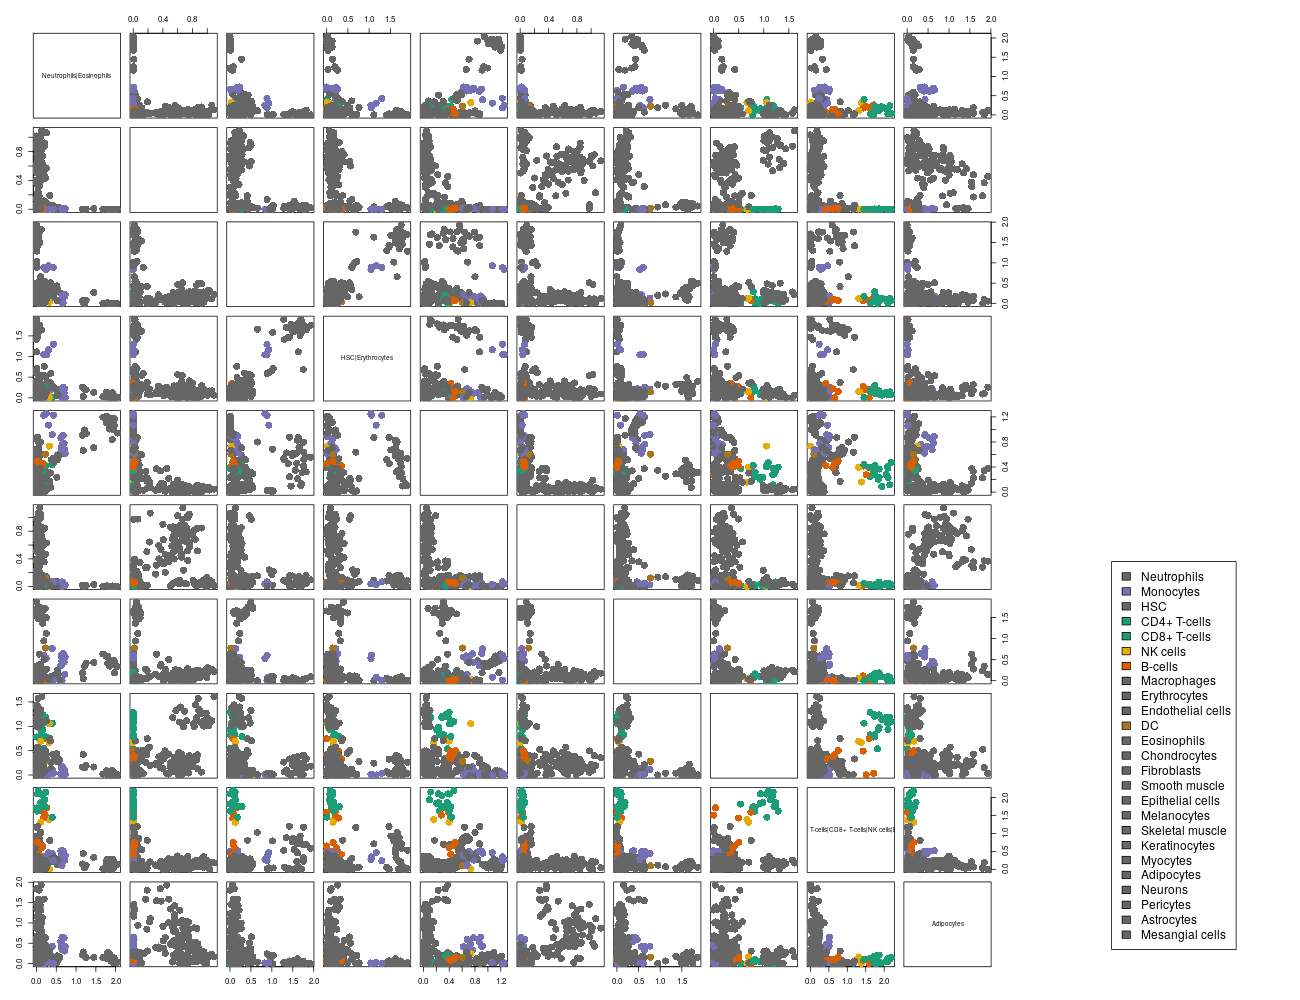 0.0 0.4 0.8
0.0 0.5 1.0 1.5
0.0 0.4 0.8
0.0 0.5 1.0 1.5
0.0 0.5 1.0 1.5 2.0
Neutrophils|Eosinophils
0.0 0.5 1.0 1.5 2.0
0.0 0.4 0.8
0.0 0.5 1.0 1.5 2.0
HSC|Erythrocytes
0.0 0.5 1.0 1.5
0.0 0.4 0.8 1.2
0.0 0.4 0.8
0.0 0.5 1.0 1.5
0.0 0.5 1.0 1.5
T-cells|CD8+ T-cells|NK cells|
0.0 0.5 1.0 1.5 2.0
Adipocytes
0.0 0.5 1.0 1.5 2.0
0.0 0.5 1.0 1.5 2.0
0.0 0.5 1.0 1.5 2.0
0.0 0.4 0.8 1.2
0.0 0.5 1.0 1.5
0.0 0.5 1.0 1.5 2.0
Neutrophils
Monocytes
HSC
CD4+ T-cells
CD8+ T-cells
NK cells
B-cells
Macrophages
Erythrocytes
Endothelial cells
DC
Eosinophils
Chondrocytes
Fibroblasts
Smooth muscle
Epithelial cells
Melanocytes
Skeletal muscle
Keratinocytes
Myocytes
Adipocytes
Neurons
Pericytes
Astrocytes
Mesangial cells